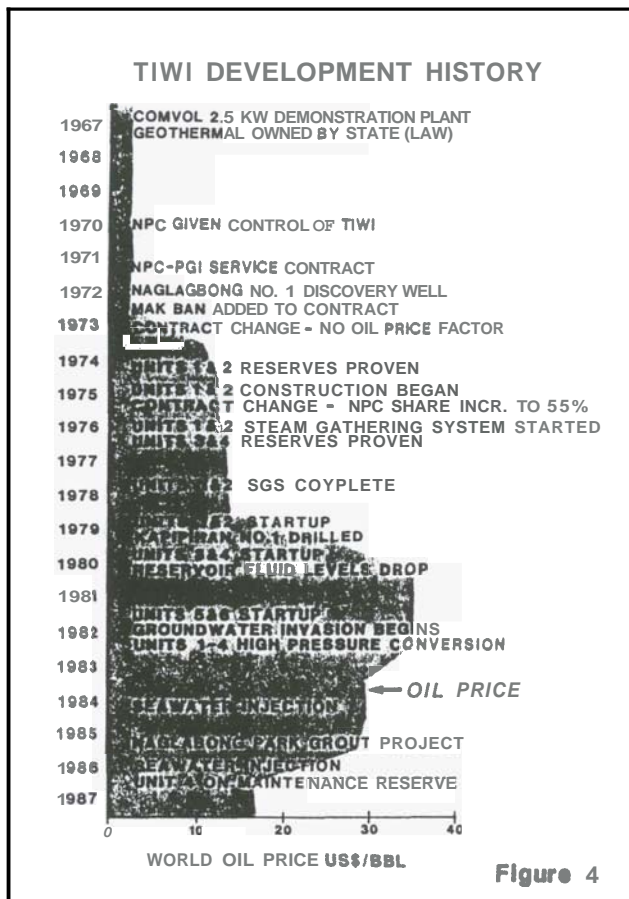 TIWI DEVELOPMENT HISTORY
1967 COMVOL 2.5 KW DEMONSTRATION PLANT
GEOTHERMAL OWNED BY STATE (LAW)
1968
1969
1970 NPC GIVEN CONTROL OF TIWI
1971
NPC-PGI SERVICE CONTRACT
1972 NAGLAGBONG NO. 1 DISCOVERY WELL
MAK BAN ADDED TO CONTRACT
1973 CONTRACT CHANGE - NO OIL PRICE FACTOR
1974
UNITS 1&2 RESERVES PROVEN
1975 UNITS 1&2 CONSTRUCTION BEGAN
CONTRACT CHANGE - NPC SHARE INCR. TO 55%
1976 UNITS 1&2 STEAM GATHERING SYSTEM STARTED
UNITS 3&4 RESERVES PROVEN
1977
UNITS 1&2 SGS COYPLETE
1978
UNITS 1&2 STARTUP
1979 KAPIPIHAN NO.1 DRILLED
UNITS 3&4 STARTUP
1980 RESERVOIR FLUID LEVELS DROP
1981
UNITS 5&6 STARTUP
1982 GROUNDWATER INVASION BEGINS
UNITS 1-4 HIGH PRESSURE CONVERSION
1983
OIL PRICE
1984 SEAWATER INJECTION
1985
NAGLABONG PARK GROUT PROJECT
1986 SEAWATER INJECTION
UNIT 4 ON MAINTENANCE RESERVE
1987
0 10 20 30 40
WORLD OIL PRICE US$/BBL
Figure 4